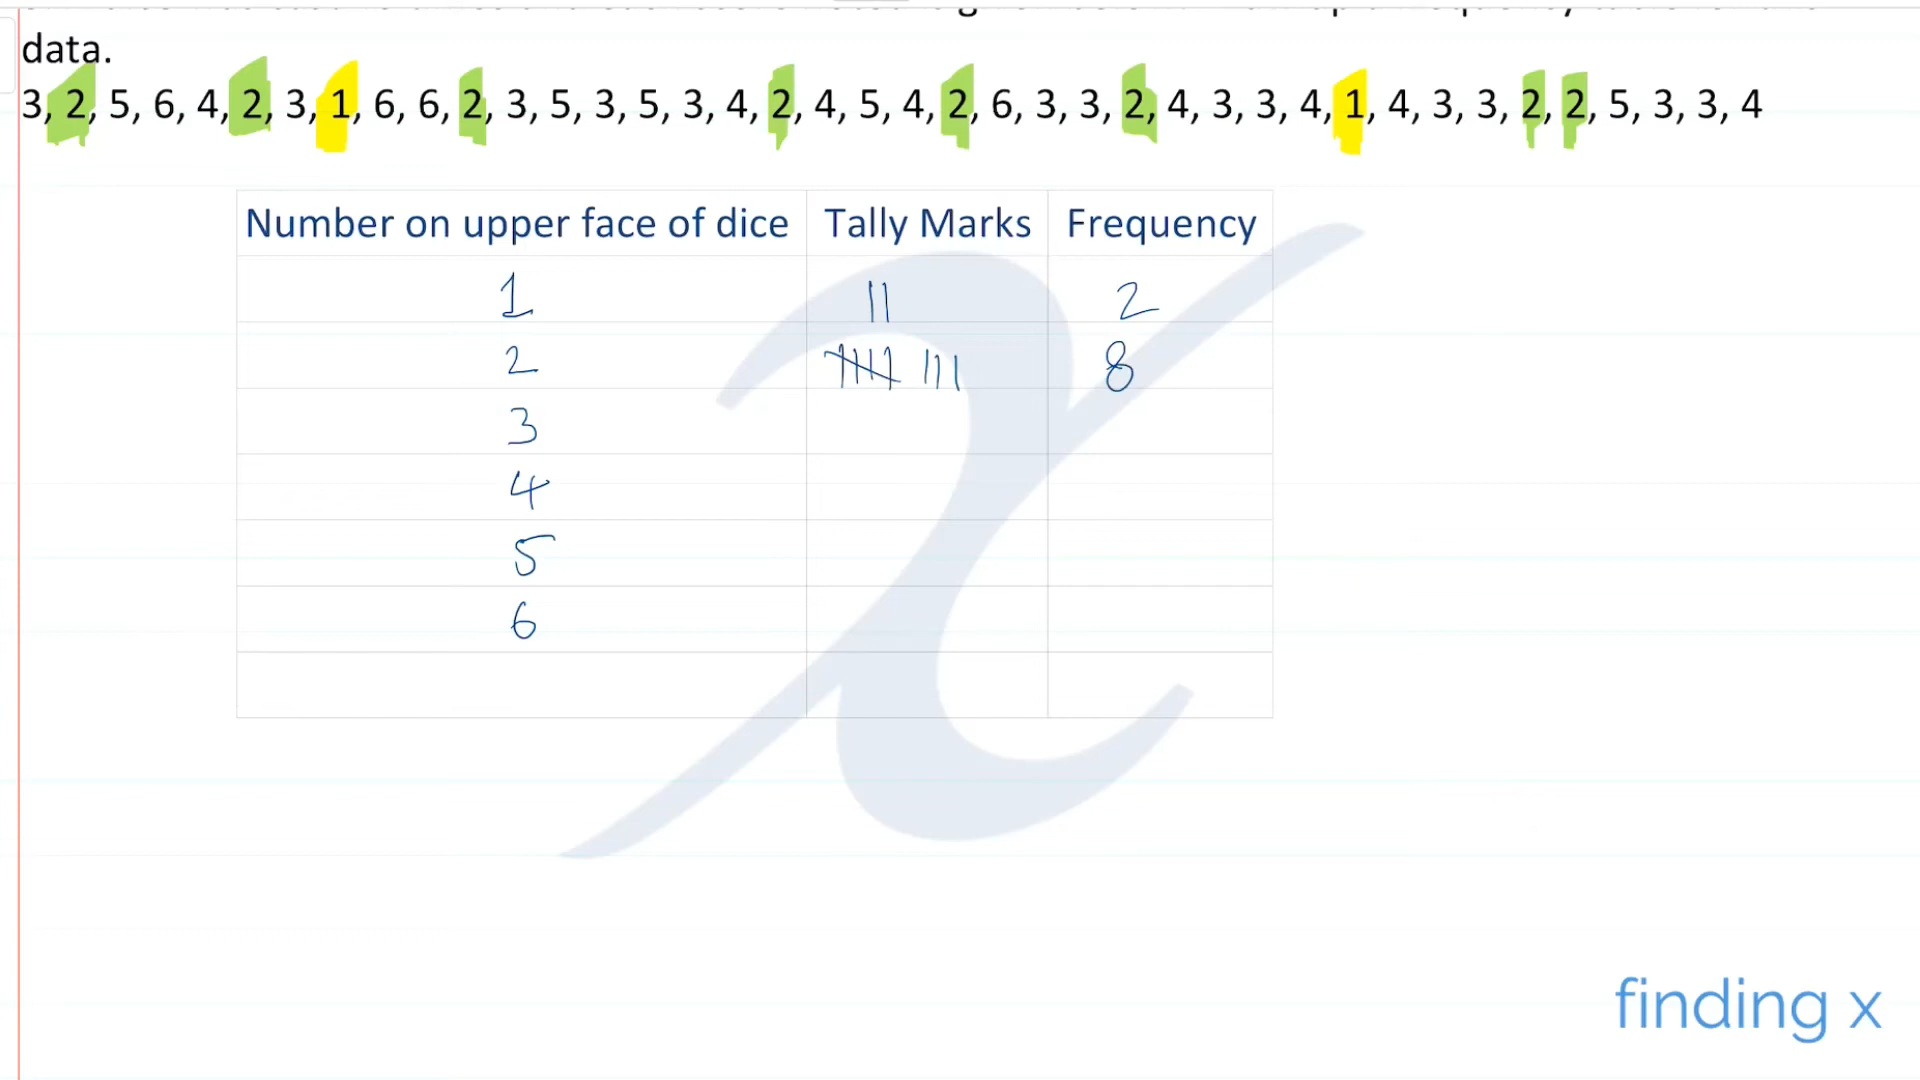 data.
3, 2, 5, 6, 4, 2, 3, 1, 6, 6, 2, 3, 5, 3, 5, 3, 4, 2, 4, 5, 4, 2, 6, 3, 3, 2, 4, 3, 3, 4, 1, 4, 3, 3, 2, 2, 5, 3, 3, 4
Number on upper face of dice Tally Marks Frequency
1 || 2
2 |||| ||| 8
3
4
5
6
finding x